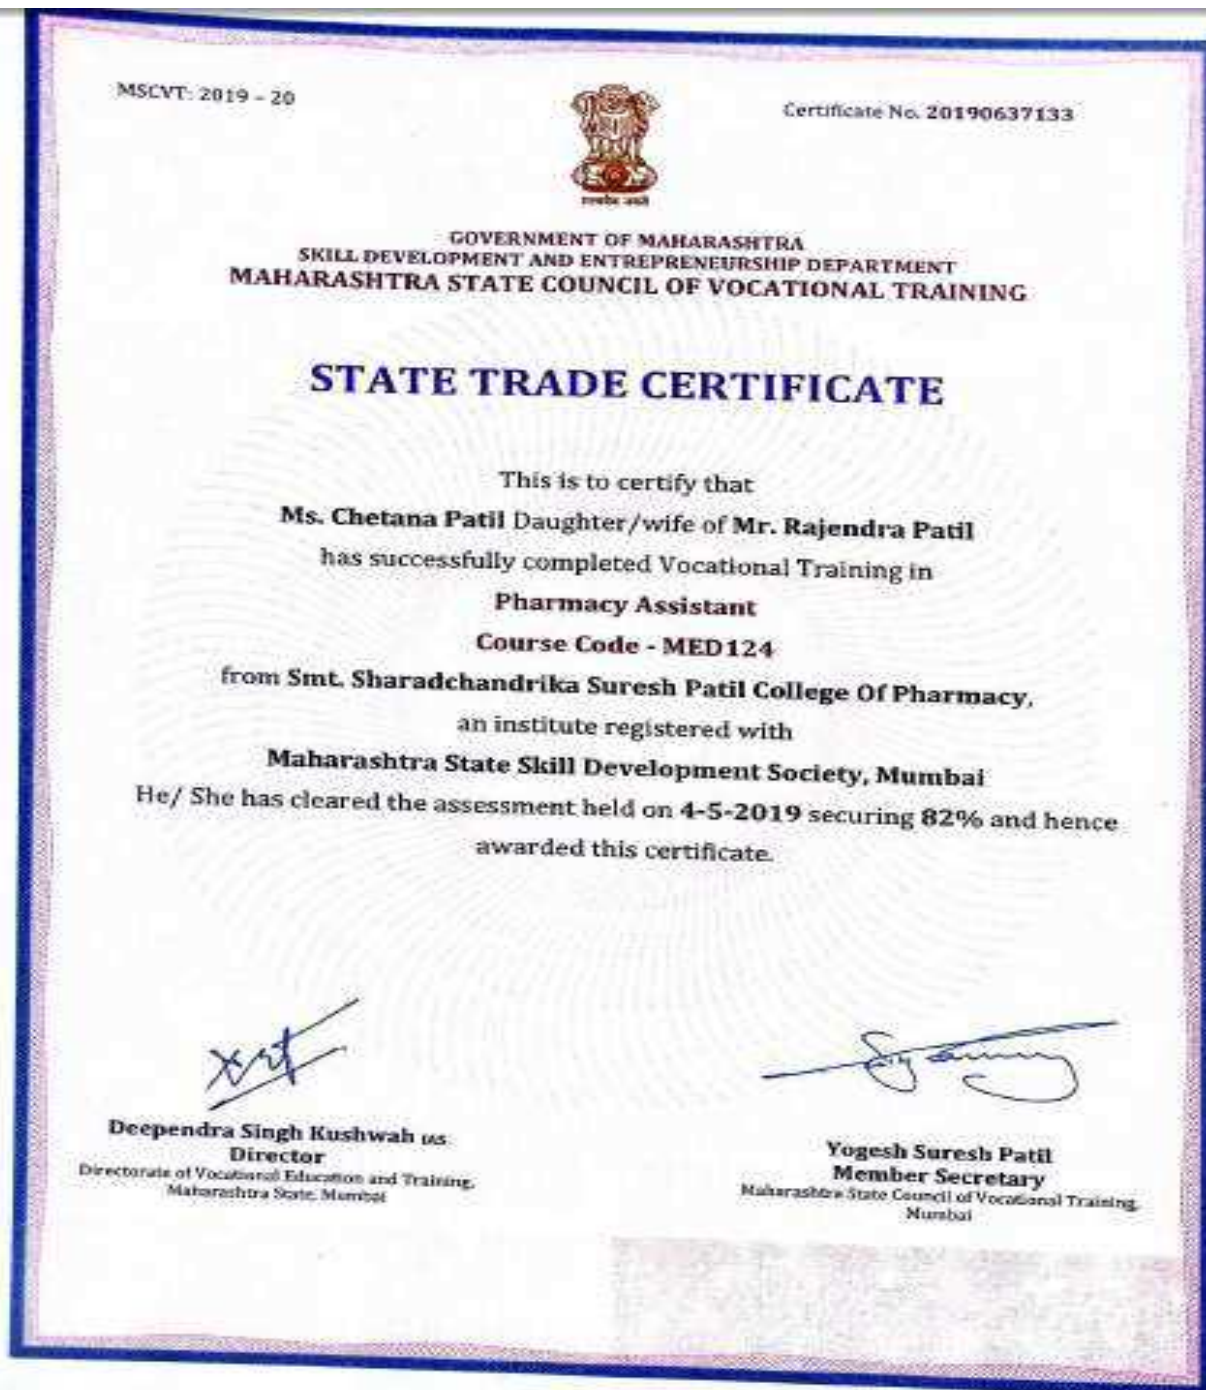 MSCVT: 2019 - 20
Certificate No. 20190637133
सत्यमेव जयते
GOVERNMENT OF MAHARASHTRA
SKILL DEVELOPMENT AND ENTREPRENEURSHIP DEPARTMENT
MAHARASHTRA STATE COUNCIL OF VOCATIONAL TRAINING
STATE TRADE CERTIFICATE
This is to certify that
Ms. Chetana Patil Daughter/wife of Mr. Rajendra Patil
has successfully completed Vocational Training in
Pharmacy Assistant
Course Code - MED124
from Smt. Sharadchandrika Suresh Patil College Of Pharmacy,
an institute registered with
Maharashtra State Skill Development Society, Mumbai
He/ She has cleared the assessment held on 4-5-2019 securing 82% and hence
awarded this certificate.
Deependra Singh Kushwah IAS
Director
Directorate of Vocational Education and Training,
Maharashtra State, Mumbai
Yogesh Suresh Patil
Member Secretary
Maharashtra State Council of Vocational Training,
Mumbai